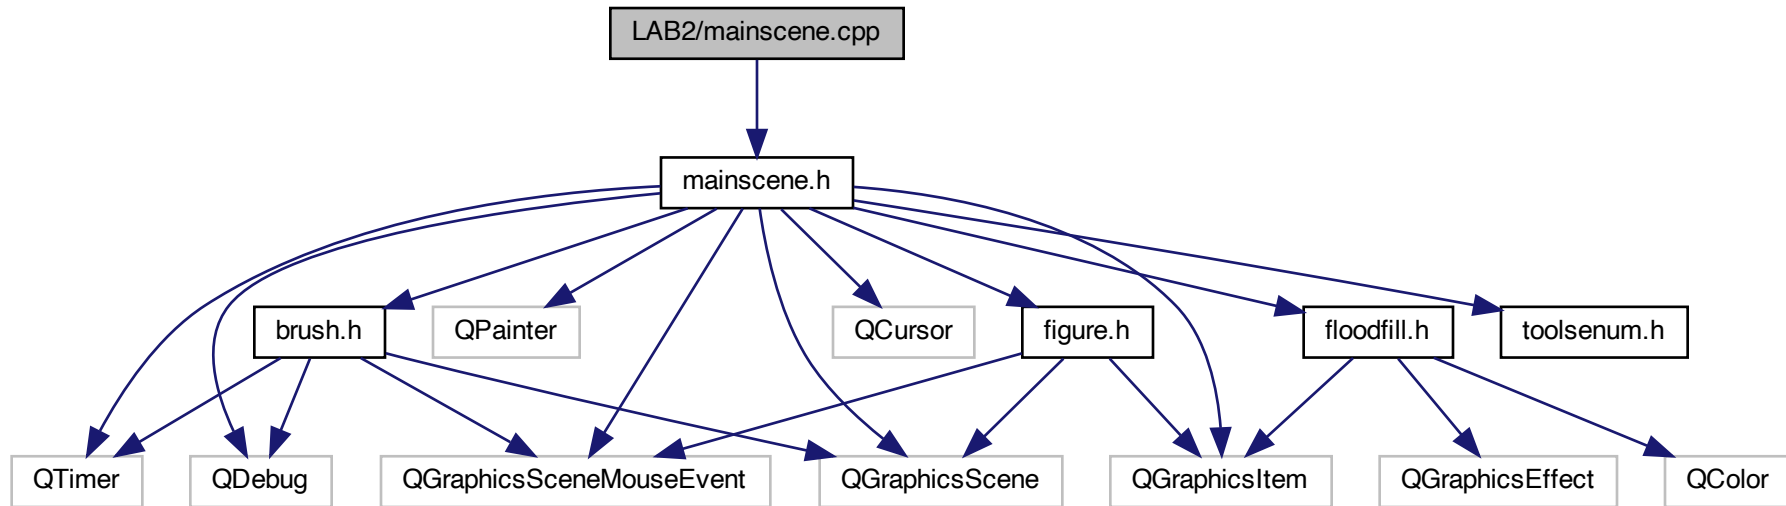 LAB2/mainscene.cpp
mainscene.h
brush.h
QPainter
QCursor
figure.h
floodfill.h
toolsenum.h
QTimer
QDebug
QGraphicsSceneMouseEvent
QGraphicsScene
QGraphicsItem
QGraphicsEffect
QColor